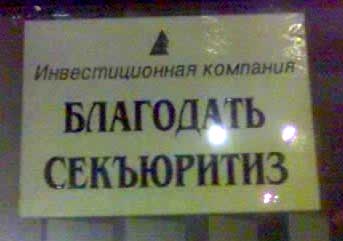 Инвестиционная компания
БЛАГОДАТЬ
СЕКЪЮРИТИЗ